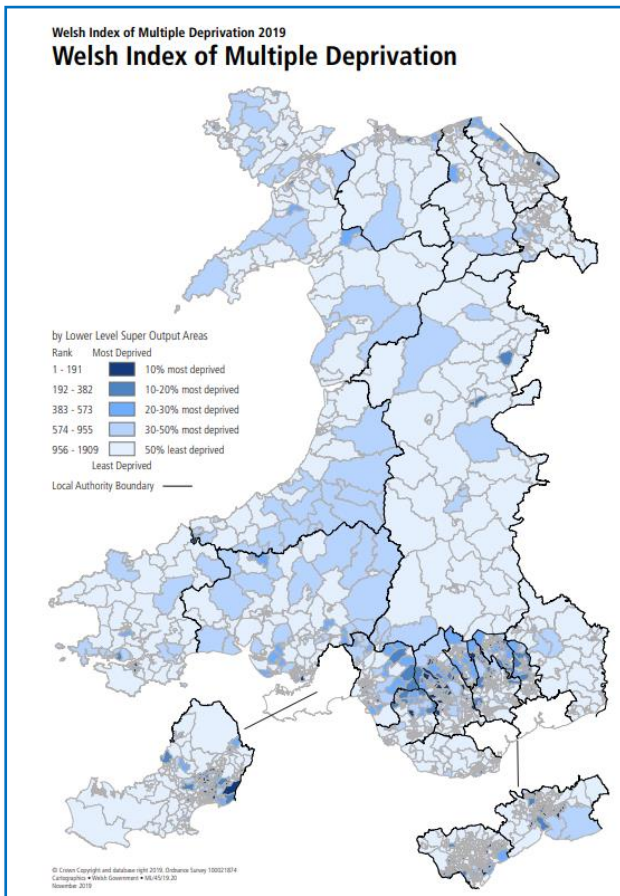 Welsh Index of Multiple Deprivation 2019
Welsh Index of Multiple Deprivation
by Lower Level Super Output Areas
Rank Most Deprived
1 - 191 10% most deprived
192 - 382 10-20% most deprived
383 - 573 20-30% most deprived
574 - 955 30-50% most deprived
956 - 1909 50% least deprived
Least Deprived
Local Authority Boundary
© Crown Copyright and database right 2019. Ordnance Survey 100021874
Cartographics • Welsh Government • ML/45/19.20
November 2019